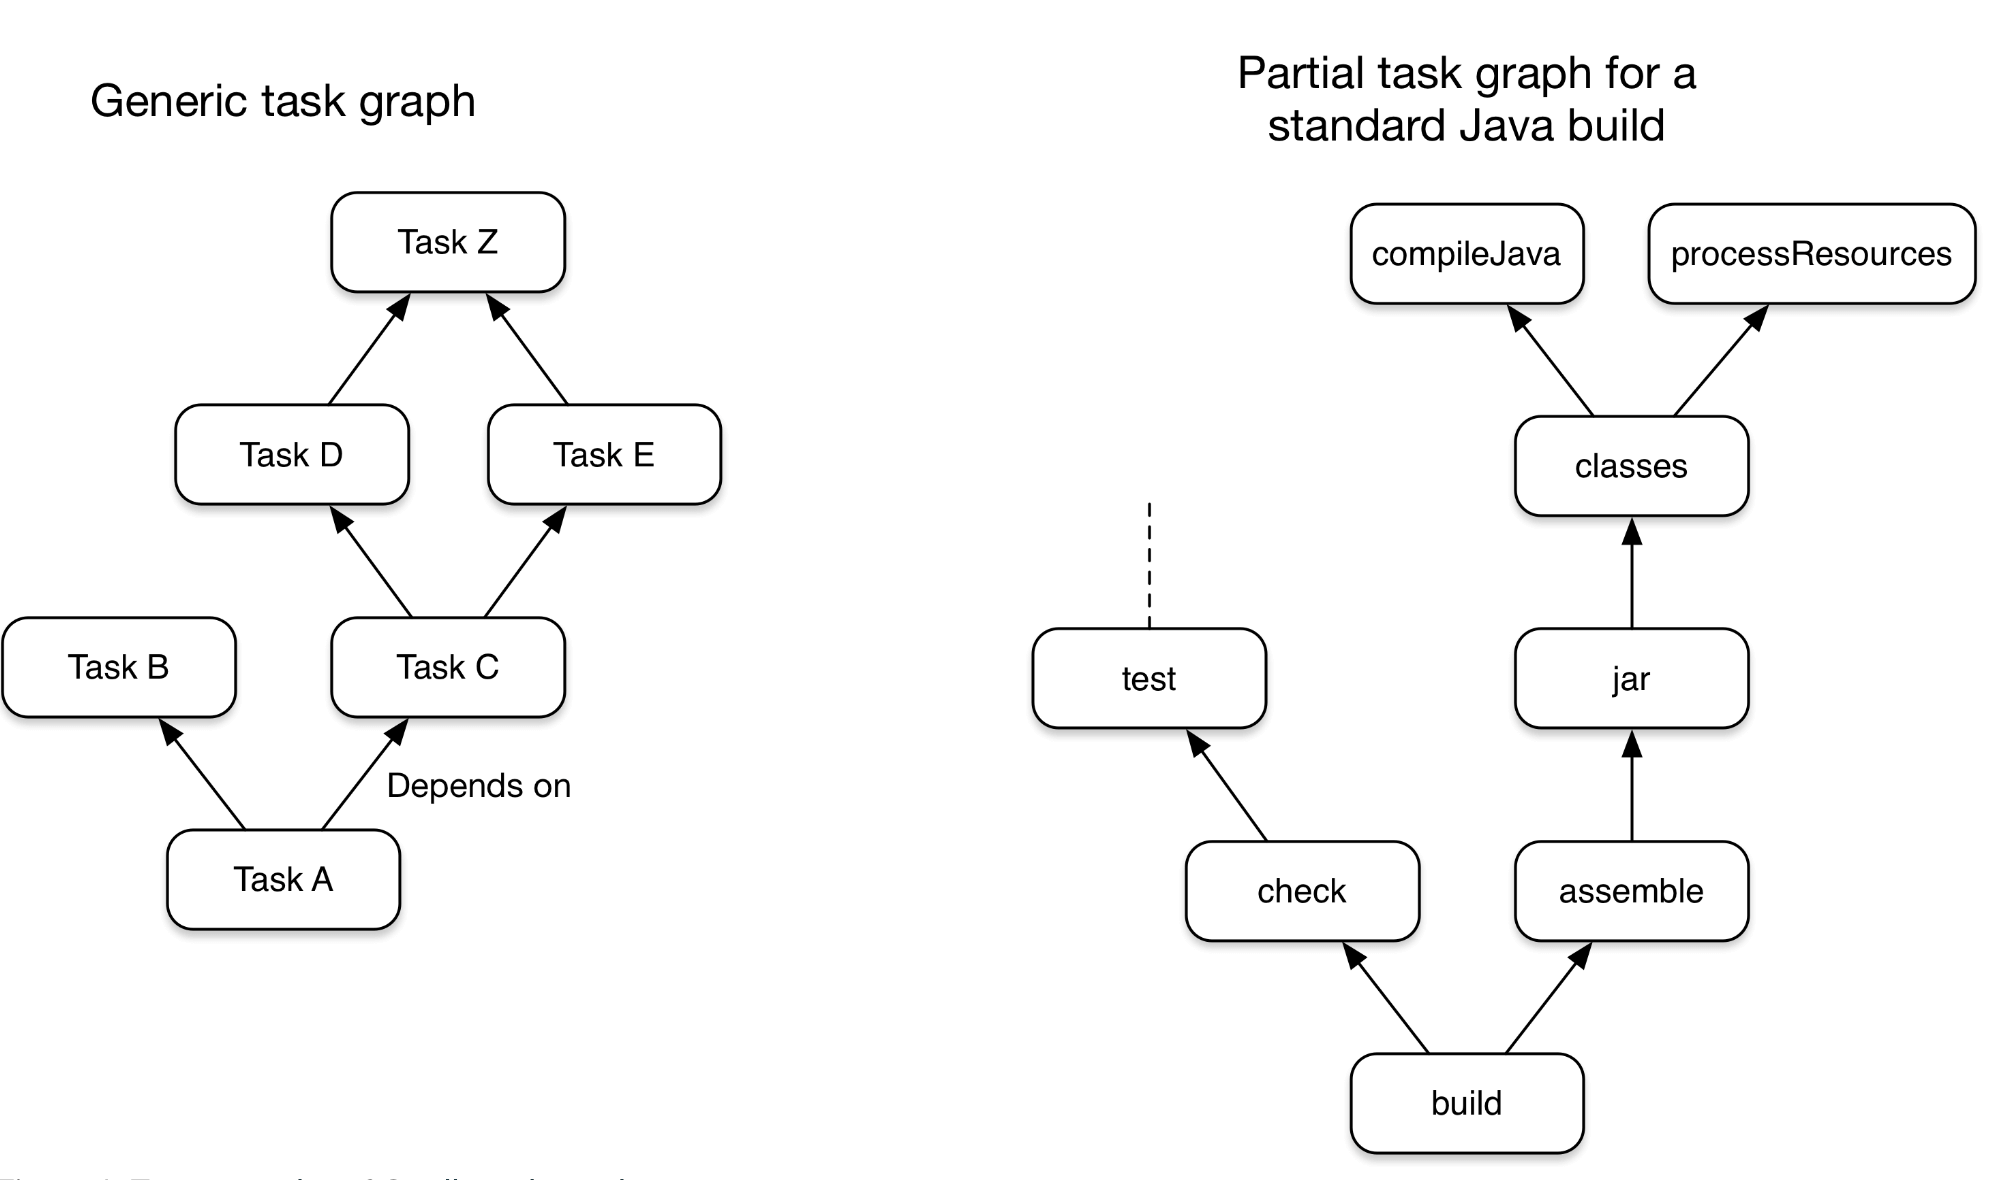 Generic task graph
Task Z
Task D
Task E
Task B
Task C
Depends on
Task A
Partial task graph for a
standard Java build
compileJava
processResources
classes
test
jar
check
assemble
build